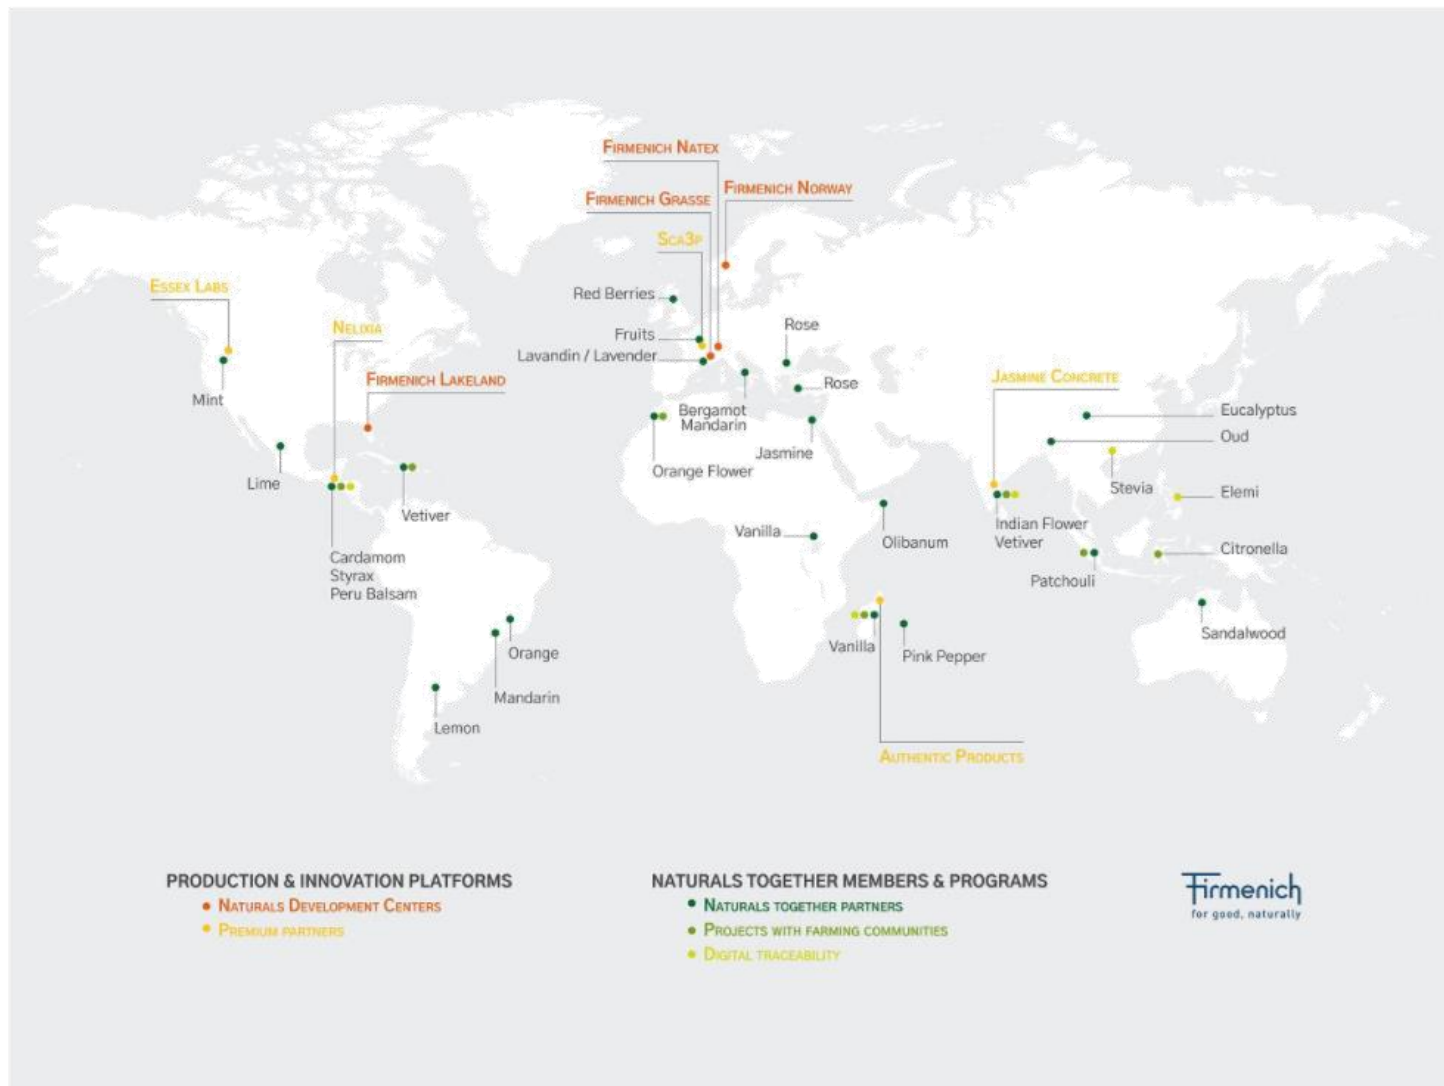 FIRMENICH NATEX
FIRMENICH NORWAY
FIRMENICH GRASSE
SCA3P
ESSEX LABS
Red Berries
NELIXIA
Rose
Fruits
Lavandin / Lavender
FIRMENICH LAKELAND
JASMINE CONCRETE
Rose
Mint
Bergamot
Mandarin
Eucalyptus
Oud
Jasmine
Orange Flower
Lime
Stevia
Elemi
Vetiver
Indian Flower
Vetiver
Vanilla
Olibanum
Citronella
Cardamom
Styrax
Peru Balsam
Patchouli
Sandalwood
Orange
Vanilla
Pink Pepper
Mandarin
Lemon
AUTHENTIC PRODUCTS
PRODUCTION & INNOVATION PLATFORMS
NATURALS DEVELOPMENT CENTERS
PREMIUM PARTNERS
NATURALS TOGETHER MEMBERS & PROGRAMS
NATURALS TOGETHER PARTNERS
PROJECTS WITH FARMING COMMUNITIES
DIGITAL TRACEABILITY
Firmenich
for good, naturally